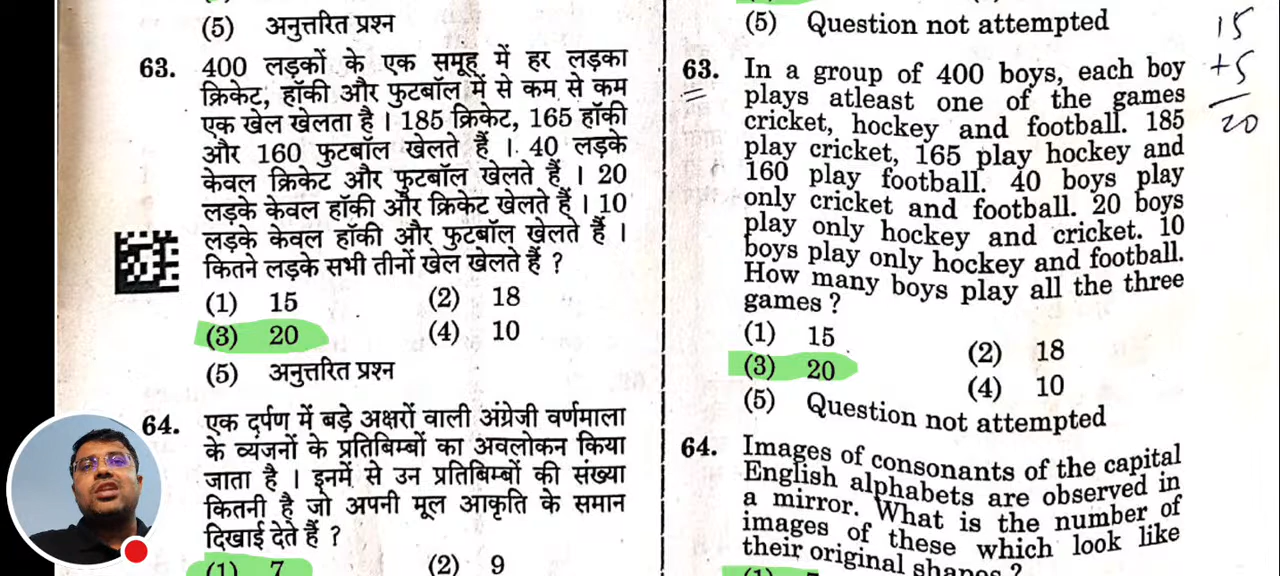 (5) अनुत्तरित प्रश्न
63. 400 लड़कों के एक समूह में हर लड़का
क्रिकेट, हॉकी और फुटबॉल में से कम से कम
एक खेल खेलता है । 185 क्रिकेट, 165 हॉकी
और 160 फुटबॉल खेलते हैं । 40 लड़के
केवल क्रिकेट और फुटबॉल खेलते हैं । 20
लड़के केवल हॉकी और क्रिकेट खेलते हैं । 10
लड़के केवल हॉकी और फुटबॉल खेलते हैं ।
कितने लड़के सभी तीनों खेल खेलते हैं ?
(1) 15 (2) 18
(3) 20 (4) 10
(5) अनुत्तरित प्रश्न
64. एक दर्पण में बड़े अक्षरों वाली अंग्रेजी वर्णमाला
के व्यंजनों के प्रतिबिम्बों का अवलोकन किया
जाता है । इनमें से उन प्रतिबिम्बों की संख्या
कितनी है जो अपनी मूल आकृति के समान
दिखाई देते हैं ?
(1) 7 (2) 9
(5) Question not attempted
63. In a group of 400 boys, each boy
plays atleast one of the games
cricket, hockey and football. 185
play cricket, 165 play hockey and
160 play football. 40 boys play
only cricket and football. 20 boys
play only hockey and cricket. 10
boys play only hockey and football.
How many boys play all the three
games ?
(1) 15 (2) 18
(3) 20 (4) 10
(5) Question not attempted
64. Images of consonants of the capital
English alphabets are observed in
a mirror. What is the number of
images of these which look like
their original shapes ?
15
+5
20